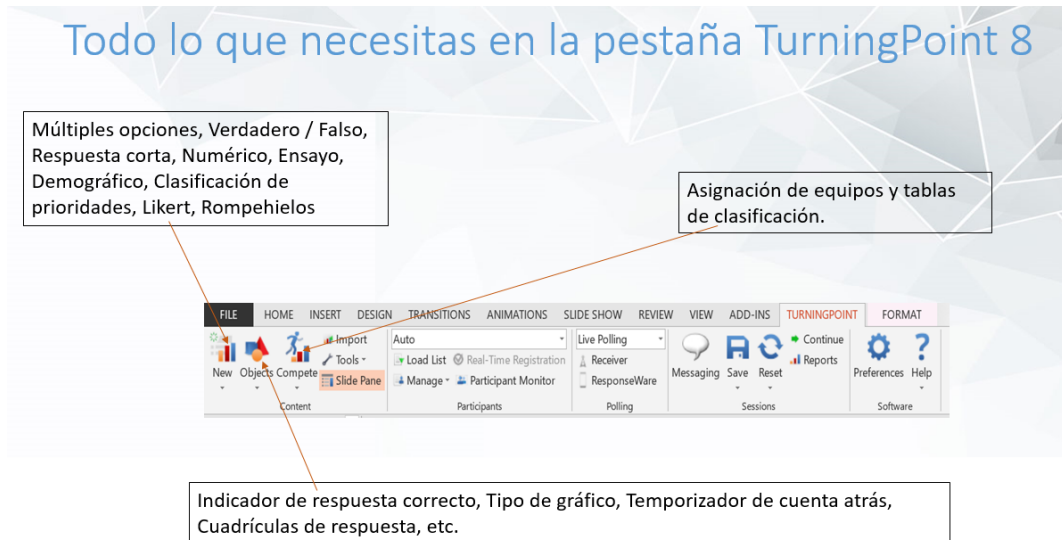 Todo lo que necesitas en la pestaña TurningPoint 8
Múltiples opciones, Verdadero / Falso,
Respuesta corta, Numérico, Ensayo,
Demográfico, Clasificación de
prioridades, Likert, Rompehielos
Asignación de equipos y tablas
de clasificación.
FILE HOME INSERT DESIGN TRANSITIONS ANIMATIONS SLIDE SHOW REVIEW VIEW ADD-INS TURNINGPOINT FORMAT
Import Auto Live Polling Continue
Tools Load List Real-Time Registration Receiver Reports
New Objects Compete Slide Pane Manage Participant Monitor ResponseWare Messaging Save Reset Preferences Help
Content Participants Polling Sessions Software
Indicador de respuesta correcto, Tipo de gráfico, Temporizador de cuenta atrás,
Cuadrículas de respuesta, etc.